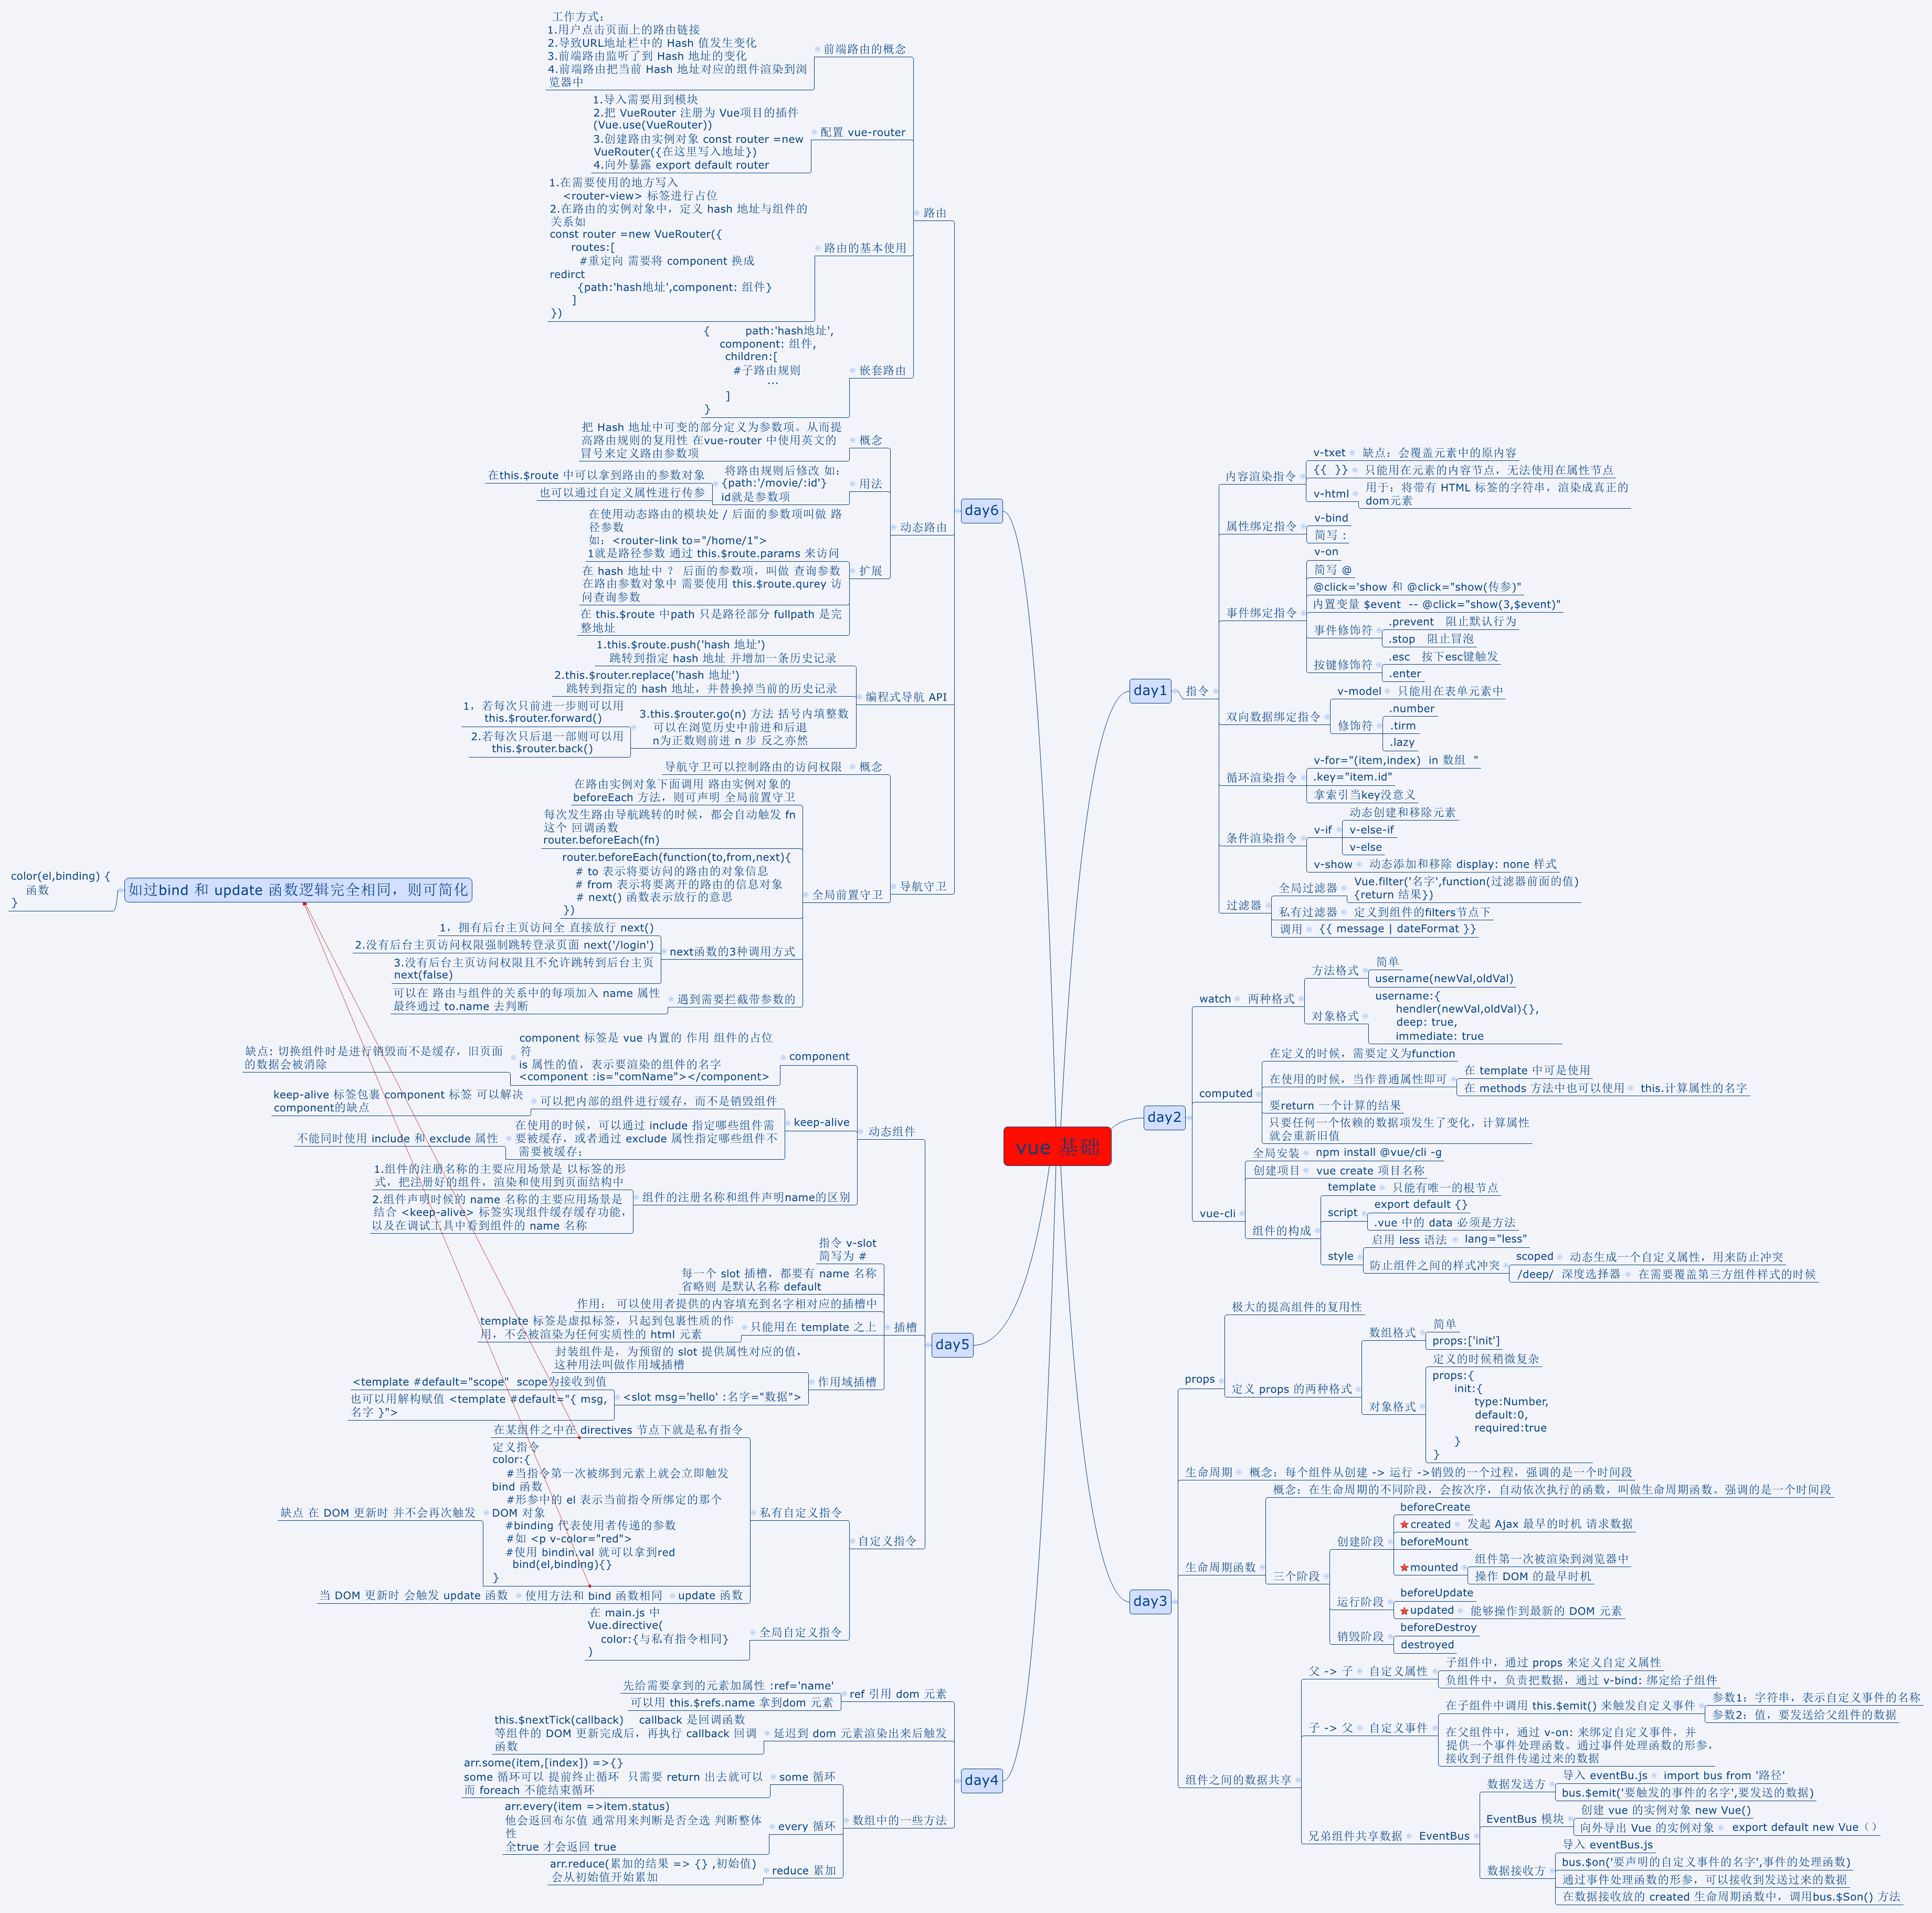 vue 基础
day1
指令
内容渲染指令
v-txet
缺点：会覆盖元素中的原内容
{{  }}
只能用在元素的内容节点，无法使用在属性节点
v-html
用于：将带有 HTML 标签的字符串，渲染成真正的
dom元素
属性绑定指令
v-bind
简写 :
事件绑定指令
v-on
简写 @
@click='show 和 @click="show(传参)"
内置变量 $event  -- @click="show(3,$event)"
事件修饰符
.prevent   阻止默认行为
.stop   阻止冒泡
按键修饰符
.esc   按下esc键触发
.enter
双向数据绑定指令
v-model
只能用在表单元素中
修饰符
.number
.tirm
.lazy
循环渲染指令
v-for="(item,index)  in 数组  "
.key="item.id"
拿索引当key没意义
条件渲染指令
v-if
动态创建和移除元素
v-else-if
v-else
v-show
动态添加和移除 display: none 样式
过滤器
全局过滤器
Vue.filter('名字',function(过滤器前面的值)
{return 结果})
私有过滤器
定义到组件的filters节点下
调用
{{ message | dateFormat }}
day2
watch
两种格式
方法格式
简单
username(newVal,oldVal)
对象格式
username:{
hendler(newVal,oldVal){},
deep: true,
immediate: true
computed
在定义的时候，需要定义为function
在使用的时候，当作普通属性即可
在 template 中可是使用
在 methods 方法中也可以使用
this.计算属性的名字
要return 一个计算的结果
只要任何一个依赖的数据项发生了变化，计算属性
就会重新旧值
vue-cli
全局安装
npm install @vue/cli -g
创建项目
vue create 项目名称
组件的构成
template
只能有唯一的根节点
script
export default {}
.vue 中的 data 必须是方法
style
启用 less 语法
lang="less"
防止组件之间的样式冲突
scoped
动态生成一个自定义属性，用来防止冲突
/deep/  深度选择器
在需要覆盖第三方组件样式的时候
day3
props
极大的提高组件的复用性
定义 props 的两种格式
数组格式
简单
props:['init']
对象格式
定义的时候稍微复杂
props:{
init:{
type:Number,
default:0,
required:true
}
}
生命周期
概念：每个组件从创建 -> 运行 ->销毁的一个过程，强调的是一个时间段
生命周期函数
概念：在生命周期的不同阶段，会按次序，自动依次执行的函数，叫做生命周期函数。强调的是一个时间段
三个阶段
创建阶段
beforeCreate
created
发起 Ajax 最早的时机 请求数据
beforeMount
mounted
组件第一次被渲染到浏览器中
操作 DOM 的最早时机
运行阶段
beforeUpdate
updated
能够操作到最新的 DOM 元素
销毁阶段
beforeDestroy
destroyed
组件之间的数据共享
父 -> 子
自定义属性
子组件中，通过 props 来定义自定义属性
负组件中，负责把数据，通过 v-bind: 绑定给子组件
子 -> 父
自定义事件
在子组件中调用 this.$emit() 来触发自定义事件
参数1：字符串，表示自定义事件的名称
参数2：值，要发送给父组件的数据
在父组件中，通过 v-on: 来绑定自定义事件，并
提供一个事件处理函数。通过事件处理函数的形参，
接收到子组件传递过来的数据
兄弟组件共享数据
EventBus
数据发送方
导入 eventBu.js
import bus from '路径'
bus.$emit('要触发的事件的名字',要发送的数据)
EventBus 模块
创建 vue 的实例对象 new Vue()
向外导出 Vue 的实例对象
export default new Vue（）
数据接收方
导入 eventBus.js
bus.$on('要声明的自定义事件的名字',事件的处理函数)
通过事件处理函数的形参，可以接收到发送过来的数据
在数据接收放的 created 生命周期函数中，调用bus.$Son() 方法
day6
路由
前端路由的概念
工作方式：
1.用户点击页面上的路由链接
2.导致URL地址栏中的 Hash 值发生变化
3.前端路由监听了到 Hash 地址的变化
4.前端路由把当前 Hash 地址对应的组件渲染到浏
览器中
配置 vue-router
1.导入需要用到模块
2.把 VueRouter 注册为 Vue项目的插件
(Vue.use(VueRouter))
3.创建路由实例对象 const router =new
VueRouter({在这里写入地址})
4.向外暴露 export default router
路由的基本使用
1.在需要使用的地方写入
<router-view> 标签进行占位
2.在路由的实例对象中，定义 hash 地址与组件的
关系如
const router =new VueRouter({
routes:[
#重定向 需要将 component 换成
redirct
{path:'hash地址',component: 组件}
]
})
嵌套路由
{          path:'hash地址',
component: 组件,
children:[
#子路由规则
...
]
}
动态路由
概念
把 Hash 地址中可变的部分定义为参数项。从而提
高路由规则的复用性 在vue-router 中使用英文的
冒号来定义路由参数项
用法
将路由规则后修改 如：
{path:'/movie/:id'}
id就是参数项
在this.$route 中可以拿到路由的参数对象
也可以通过自定义属性进行传参
扩展
在使用动态路由的模块处 / 后面的参数项叫做 路
径参数
如：<router-link to="/home/1">
1就是路径参数 通过 this.$route.params 来访问
在 hash 地址中 ？ 后面的参数项，叫做 查询参数
在路由参数对象中 需要使用 this.$route.qurey 访
问查询参数
在 this.$route 中path 只是路径部分 fullpath 是完
整地址
编程式导航 API
1.this.$route.push('hash 地址')
跳转到指定 hash 地址 并增加一条历史记录
2.this.$router.replace('hash 地址')
跳转到指定的 hash 地址，并替换掉当前的历史记录
3.this.$router.go(n) 方法 括号内填整数
可以在浏览历史中前进和后退
n为正数则前进 n 步 反之亦然
1，若每次只前进一步则可以用
this.$router.forward()
2.若每次只后退一部则可以用
this.$router.back()
导航守卫
概念
导航守卫可以控制路由的访问权限
全局前置守卫
在路由实例对象下面调用 路由实例对象的
beforeEach 方法，则可声明 全局前置守卫
每次发生路由导航跳转的时候，都会自动触发 fn
这个 回调函数
router.beforeEach(fn)
router.beforeEach(function(to,from,next){
# to 表示将要访问的路由的对象信息
# from 表示将要离开的路由的信息对象
# next() 函数表示放行的意思
})
next函数的3种调用方式
1，拥有后台主页访问全 直接放行 next()
2.没有后台主页访问权限强制跳转登录页面 next('/login')
3.没有后台主页访问权限且不允许跳转到后台主页
next(false)
遇到需要拦截带参数的
可以在 路由与组件的关系中的每项加入 name 属性
最终通过 to.name 去判断
如过bind 和 update 函数逻辑完全相同，则可简化
color(el,binding) {
函数
}
day5
动态组件
component
component 标签是 vue 内置的 作用 组件的占位
符
is 属性的值，表示要渲染的组件的名字
<component :is="comName"></component>
缺点: 切换组件时是进行销毁而不是缓存，旧页面
的数据会被消除
keep-alive
可以把内部的组件进行缓存，而不是销毁组件
keep-alive 标签包裹 component 标签 可以解决
component的缺点
在使用的时候，可以通过 include 指定哪些组件需
要被缓存，或者通过 exclude 属性指定哪些组件不
需要被缓存；
不能同时使用 include 和 exclude 属性
组件的注册名称和组件声明name的区别
1.组件的注册名称的主要应用场景是 以标签的形
式，把注册好的组件，渲染和使用到页面结构中
2.组件声明时候的 name 名称的主要应用场景是
结合 <keep-alive> 标签实现组件缓存缓存功能，
以及在调试工具中看到组件的 name 名称
插槽
指令 v-slot
简写为 #
每一个 slot 插槽，都要有 name 名称
省略则 是默认名称 default
作用： 可以使用者提供的内容填充到名字相对应的插槽中
只能用在 template 之上
template 标签是虚拟标签，只起到包裹性质的作
用，不会被渲染为任何实质性的 html 元素
作用域插槽
封装组件是，为预留的 slot 提供属性对应的值，
这种用法叫做作用域插槽
<slot msg='hello' :名字="数据">
<template #default="scope"  scope为接收到值
也可以用解构赋值 <template #default="{ msg,
名字 }">
自定义指令
私有自定义指令
在某组件之中在 directives 节点下就是私有指令
定义指令
color:{
#当指令第一次被绑到元素上就会立即触发
bind 函数
#形参中的 el 表示当前指令所绑定的那个
DOM 对象
#binding 代表使用者传递的参数
#如 <p v-color="red">
#使用 bindin.val 就可以拿到red
bind(el,binding){}
}
缺点 在 DOM 更新时 并不会再次触发
update 函数
使用方法和 bind 函数相同
当 DOM 更新时 会触发 update 函数
全局自定义指令
在 main.js 中
Vue.directive(
color:{与私有指令相同}
)
day4
ref 引用 dom 元素
先给需要拿到的元素加属性 :ref='name'
可以用 this.$refs.name 拿到dom 元素
延迟到 dom 元素渲染出来后触发
this.$nextTick(callback)    callback 是回调函数
等组件的 DOM 更新完成后，再执行 callback 回调
函数
数组中的一些方法
some 循环
arr.some(item,[index]) =>{}
some 循环可以 提前终止循环  只需要 return 出去就可以
而 foreach 不能结束循环
every 循环
arr.every(item =>item.status)
他会返回布尔值 通常用来判断是否全选 判断整体
性
全true 才会返回 true
reduce 累加
arr.reduce(累加的结果 => {} ,初始值)
会从初始值开始累加